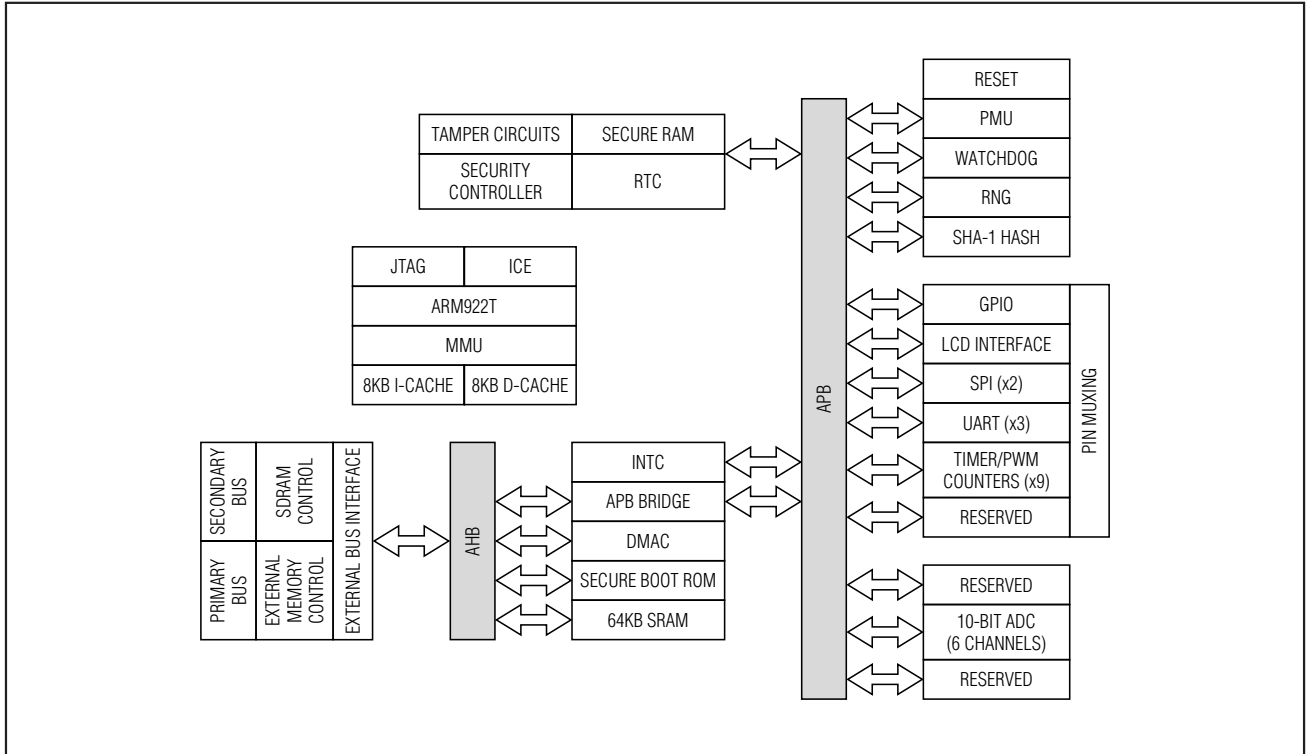 RESET
PMU
WATCHDOG
RNG
SHA-1 HASH
TAMPER CIRCUITS
SECURE RAM
SECURITY
CONTROLLER
RTC
JTAG
ICE
ARM922T
MMU
8KB I-CACHE
8KB D-CACHE
APB
GPIO
LCD INTERFACE
SPI (x2)
UART (x3)
TIMER/PWM
COUNTERS (x9)
RESERVED
PIN MUXING
SECONDARY
BUS
SDRAM
CONTROL
PRIMARY
BUS
EXTERNAL
MEMORY
CONTROL
EXTERNAL BUS INTERFACE
AHB
INTC
APB BRIDGE
DMAC
SECURE BOOT ROM
64KB SRAM
RESERVED
10-BIT ADC
(6 CHANNELS)
RESERVED